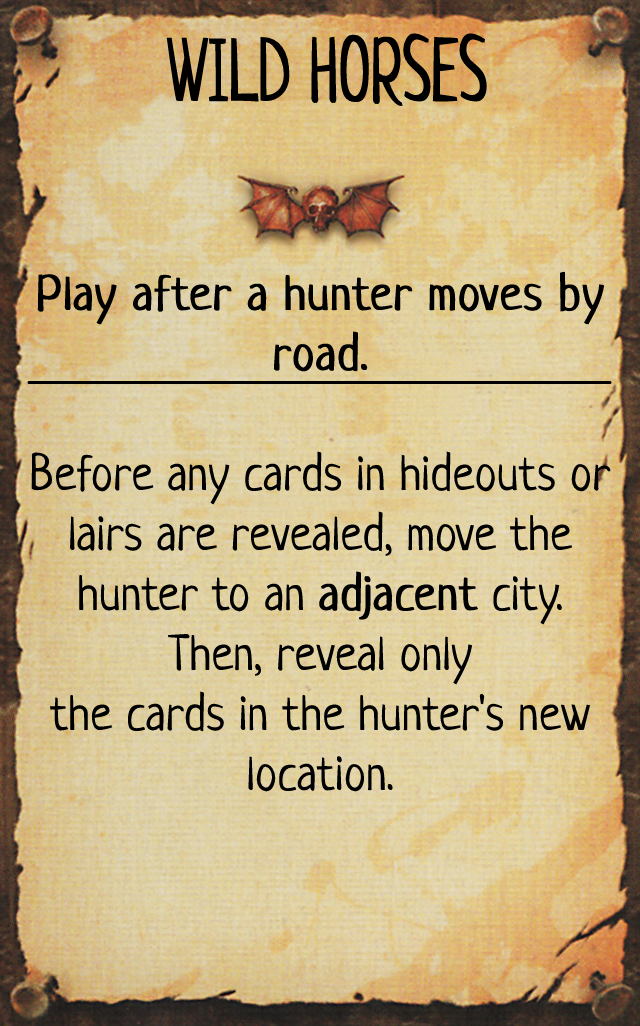 WILD HORSES
Play after a hunter moves by
road.
Before any cards in hideouts or
lairs are revealed, move the
hunter to an adjacent city.
Then, reveal only
the cards in the hunter's new
location.